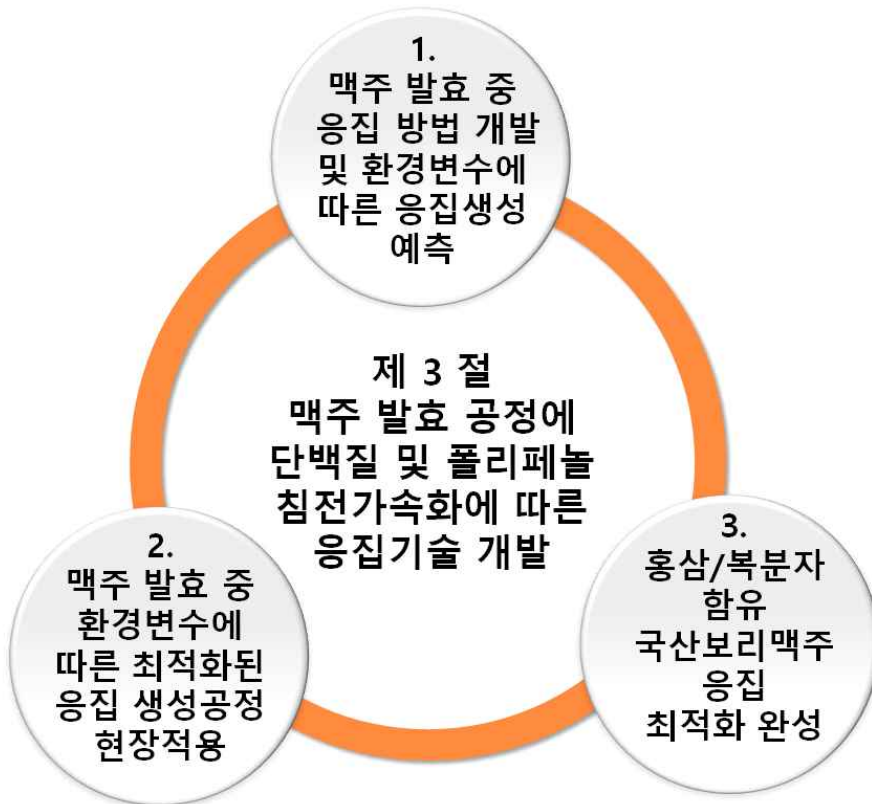 1.
맥주 발효 중
응집 방법 개발
및 환경변수에
따른 응집생성
예측
제 3 절
맥주 발효 공정에
단백질 및 폴리페놀
침전가속화에 따른
응집기술 개발
2.
맥주 발효 중
환경변수에
따른 최적화된
응집 생성공정
현장적용
3.
홍삼/복분자
함유
국산보리맥주
응집
최적화 완성